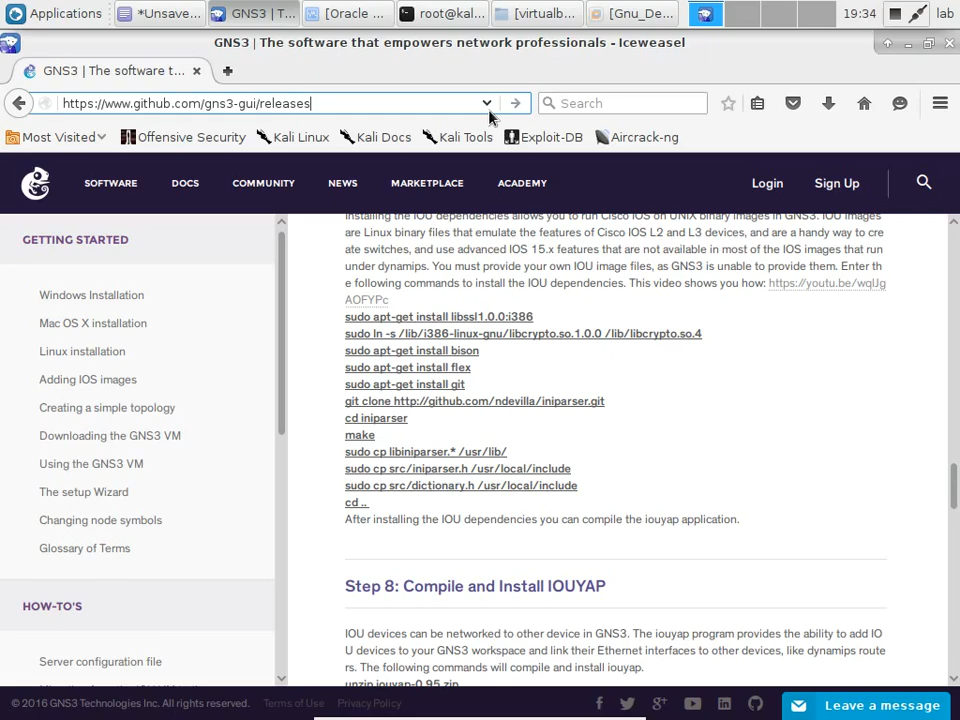 Applications
*Unsave...
GNS3 | T...
[Oracle ...
root@kal...
[virtualb...
[Gnu_De...
19:34
lab
GNS3 | The software that empowers network professionals - Iceweasel
GNS3 | The software t...
https://www.github.com/gns3-gui/releases
Search
Most Visited
Offensive Security
Kali Linux
Kali Docs
Kali Tools
Exploit-DB
Aircrack-ng
SOFTWARE
DOCS
COMMUNITY
NEWS
MARKETPLACE
ACADEMY
Login
Sign Up
GETTING STARTED
Windows Installation
Mac OS X installation
Linux installation
Adding IOS images
Creating a simple topology
Downloading the GNS3 VM
Using the GNS3 VM
The setup Wizard
Changing node symbols
Glossary of Terms
HOW-TO'S
Server configuration file
Installing the IOU dependencies allows you to run Cisco IOS on UNIX binary images in GNS3. IOU images
are Linux binary files that emulate the features of Cisco IOS L2 and L3 devices, and are a handy way to cre
ate switches, and use advanced IOS 15.x features that are not available in most of the IOS images that run
under dynamips. You must provide your own IOU image files, as GNS3 is unable to provide them. Enter th
e following commands to install the IOU dependencies. This video shows you how: https://youtu.be/wqlJg
AOFYPc
sudo apt-get install libssl1.0.0:i386
sudo ln -s /lib/i386-linux-gnu/libcrypto.so.1.0.0 /lib/libcrypto.so.4
sudo apt-get install bison
sudo apt-get install flex
sudo apt-get install git
git clone http://github.com/ndevilla/iniparser.git
cd iniparser
make
sudo cp libiniparser.* /usr/lib/
sudo cp src/iniparser.h /usr/local/include
sudo cp src/dictionary.h /usr/local/include
cd ..
After installing the IOU dependencies you can compile the iouyap application.
Step 8: Compile and Install IOUYAP
IOU devices can be networked to other device in GNS3. The iouyap program provides the ability to add IO
U devices to your GNS3 workspace and link their Ethernet interfaces to other devices, like dynamips route
rs. The following commands will compile and install iouyap.
unzip iouyap-0.95.zip
© 2016 GNS3 Technologies Inc. All rights reserved.
Terms of Use
Privacy Policy
Leave a message